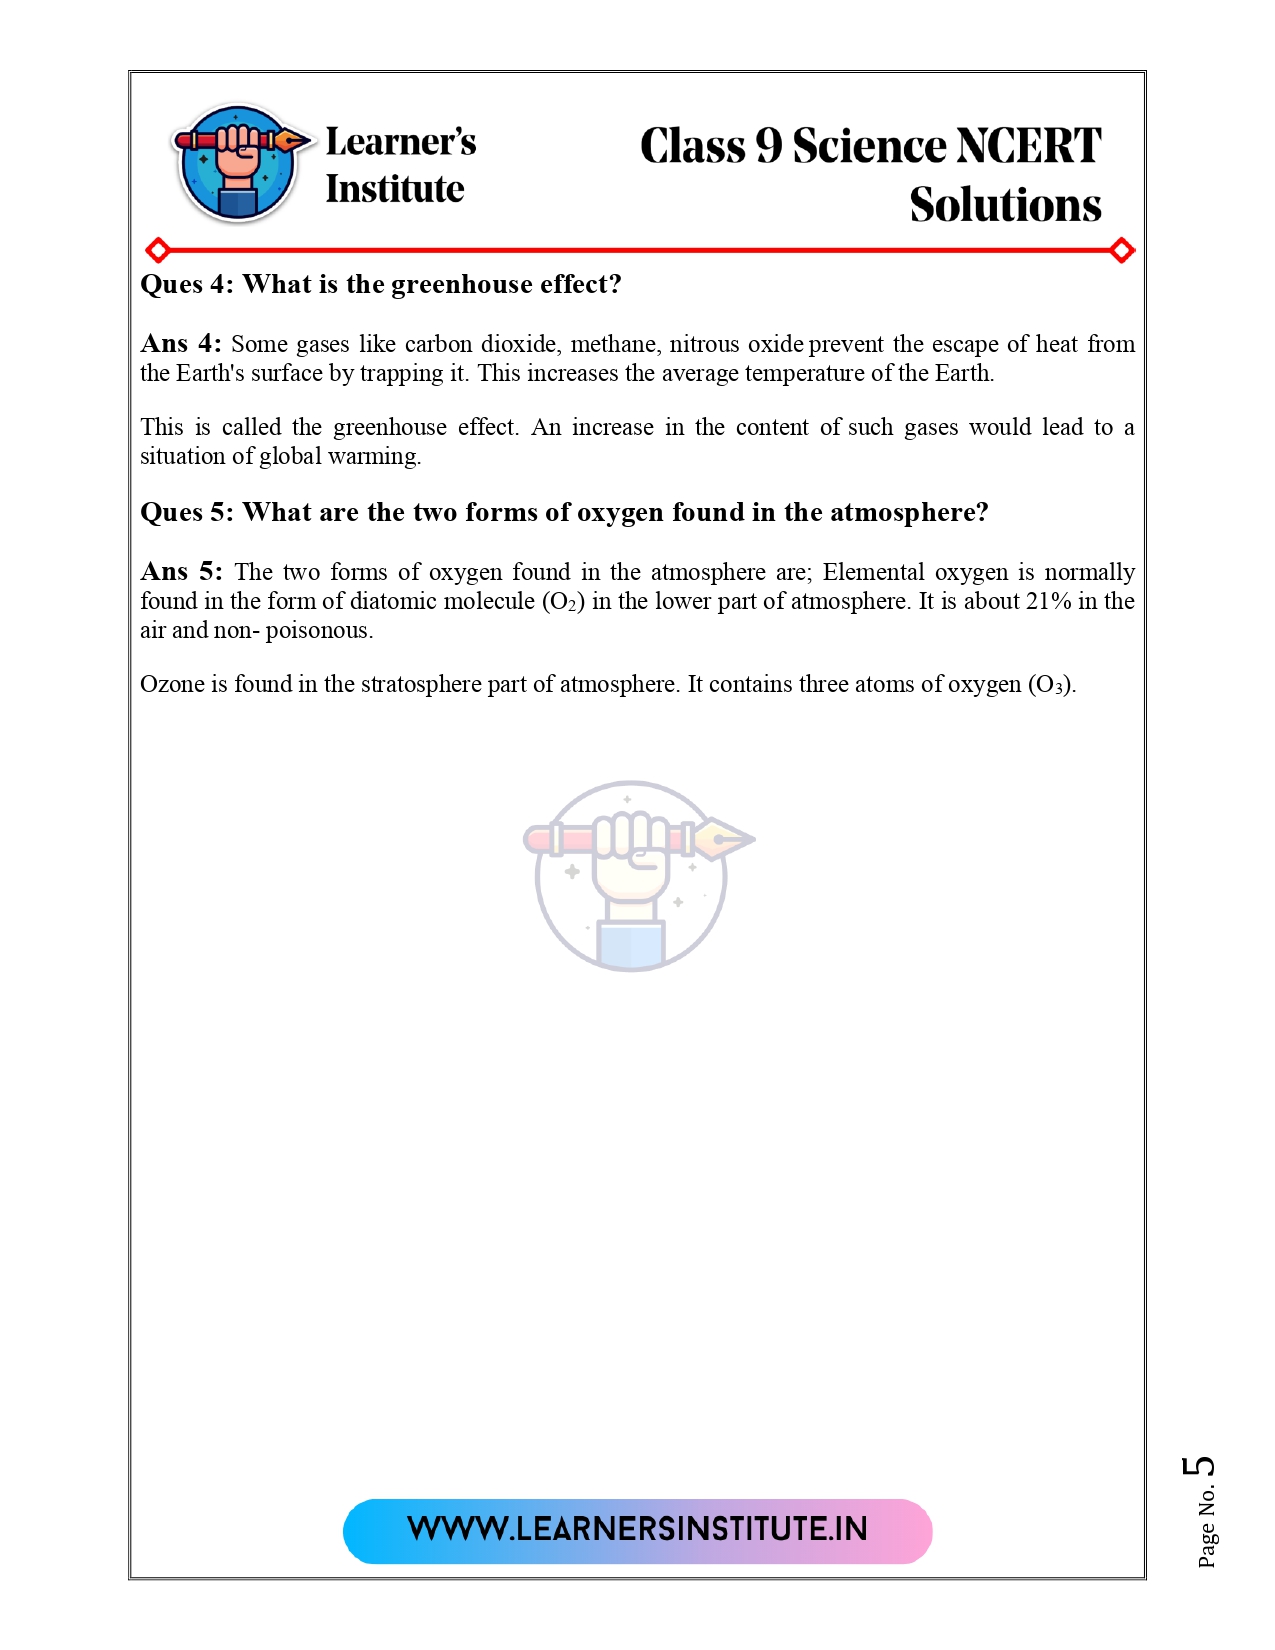 Learner's
Institute
Class 9 Science NCERT
Solutions
Ques 4: What is the greenhouse effect?
Ans 4: Some gases like carbon dioxide, methane, nitrous oxide prevent the escape of heat from
the Earth's surface by trapping it. This increases the average temperature of the Earth.
This is called the greenhouse effect. An increase in the content of such gases would lead to a
situation of global warming.
Ques 5: What are the two forms of oxygen found in the atmosphere?
Ans 5: The two forms of oxygen found in the atmosphere are; Elemental oxygen is normally
found in the form of diatomic molecule (O₂) in the lower part of atmosphere. It is about 21% in the
air and non- poisonous.
Ozone is found in the stratosphere part of atmosphere. It contains three atoms of oxygen (O₃).
WWW.LEARNERSINSTITUTE.IN
Page No. 5